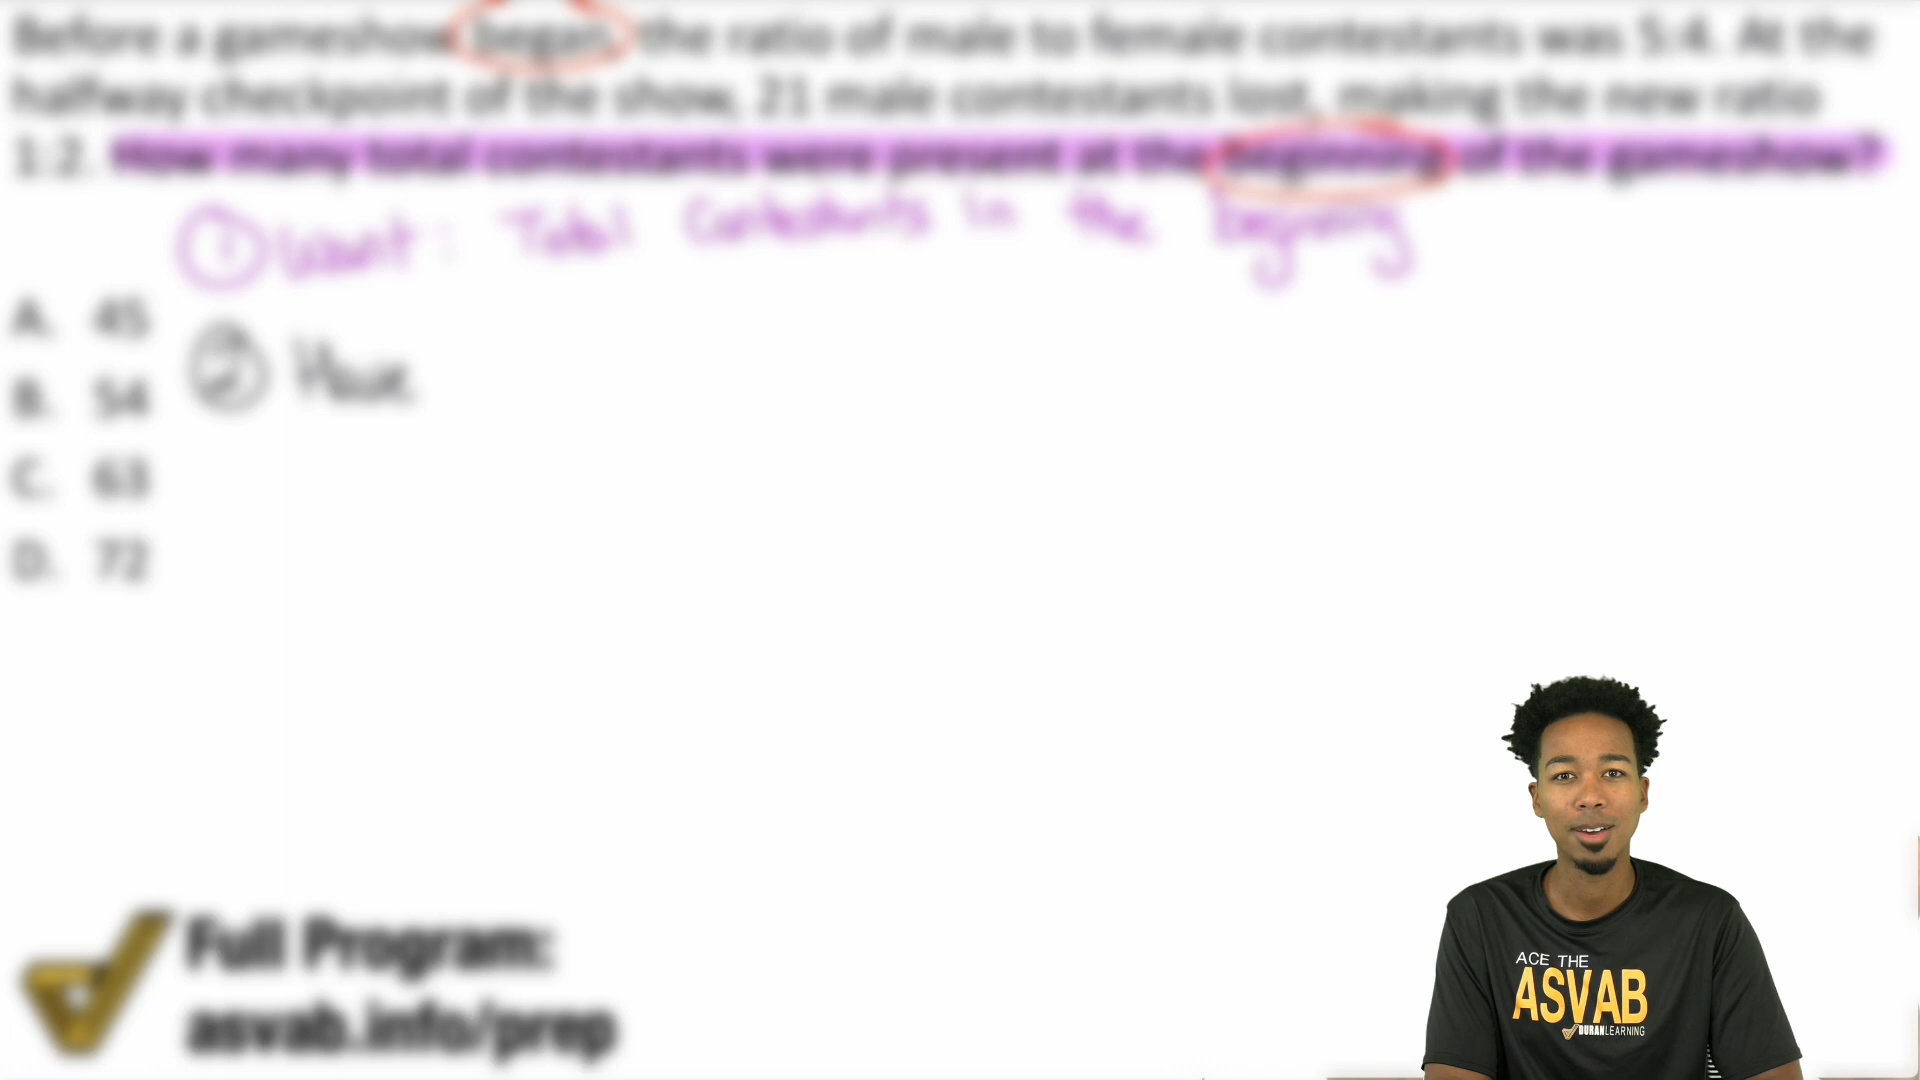 Before a gameshow began, the ratio of male to female contestants was 5:4. At the
halfway checkpoint of the show, 21 male contestants lost, making the new ratio
1:2. How many total contestants were present at the beginning of the gameshow?
1 Want: Total Contestants in the begining
A. 45
2 Have
B. 54
C. 63
D. 72
Full Program:
asvab.info/prep
ACE THE
ASVAB
DURANLEARNING